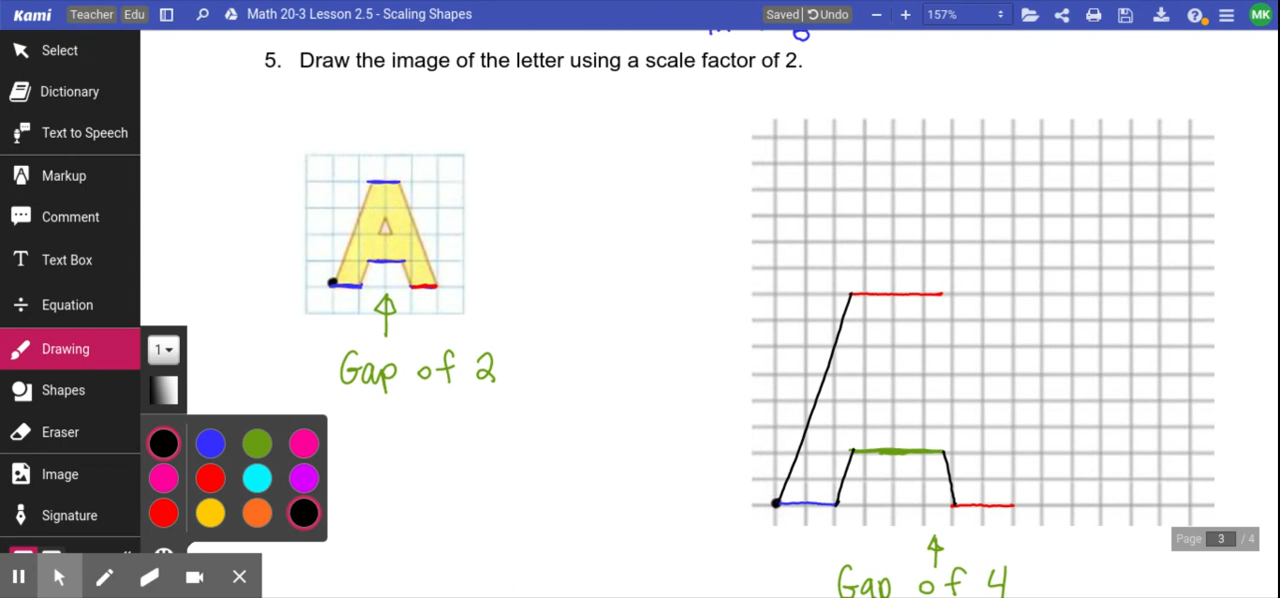 Kami Teacher Edu Math 20-3 Lesson 2.5 - Scaling Shapes Saved Undo 157% MK
Select
Dictionary
Text to Speech
Markup
Comment
Text Box
Equation
Drawing
1
Shapes
Eraser
Image
Signature
5. Draw the image of the letter using a scale factor of 2.
A
Gap of 2
Gap of 4
Page 3 / 4